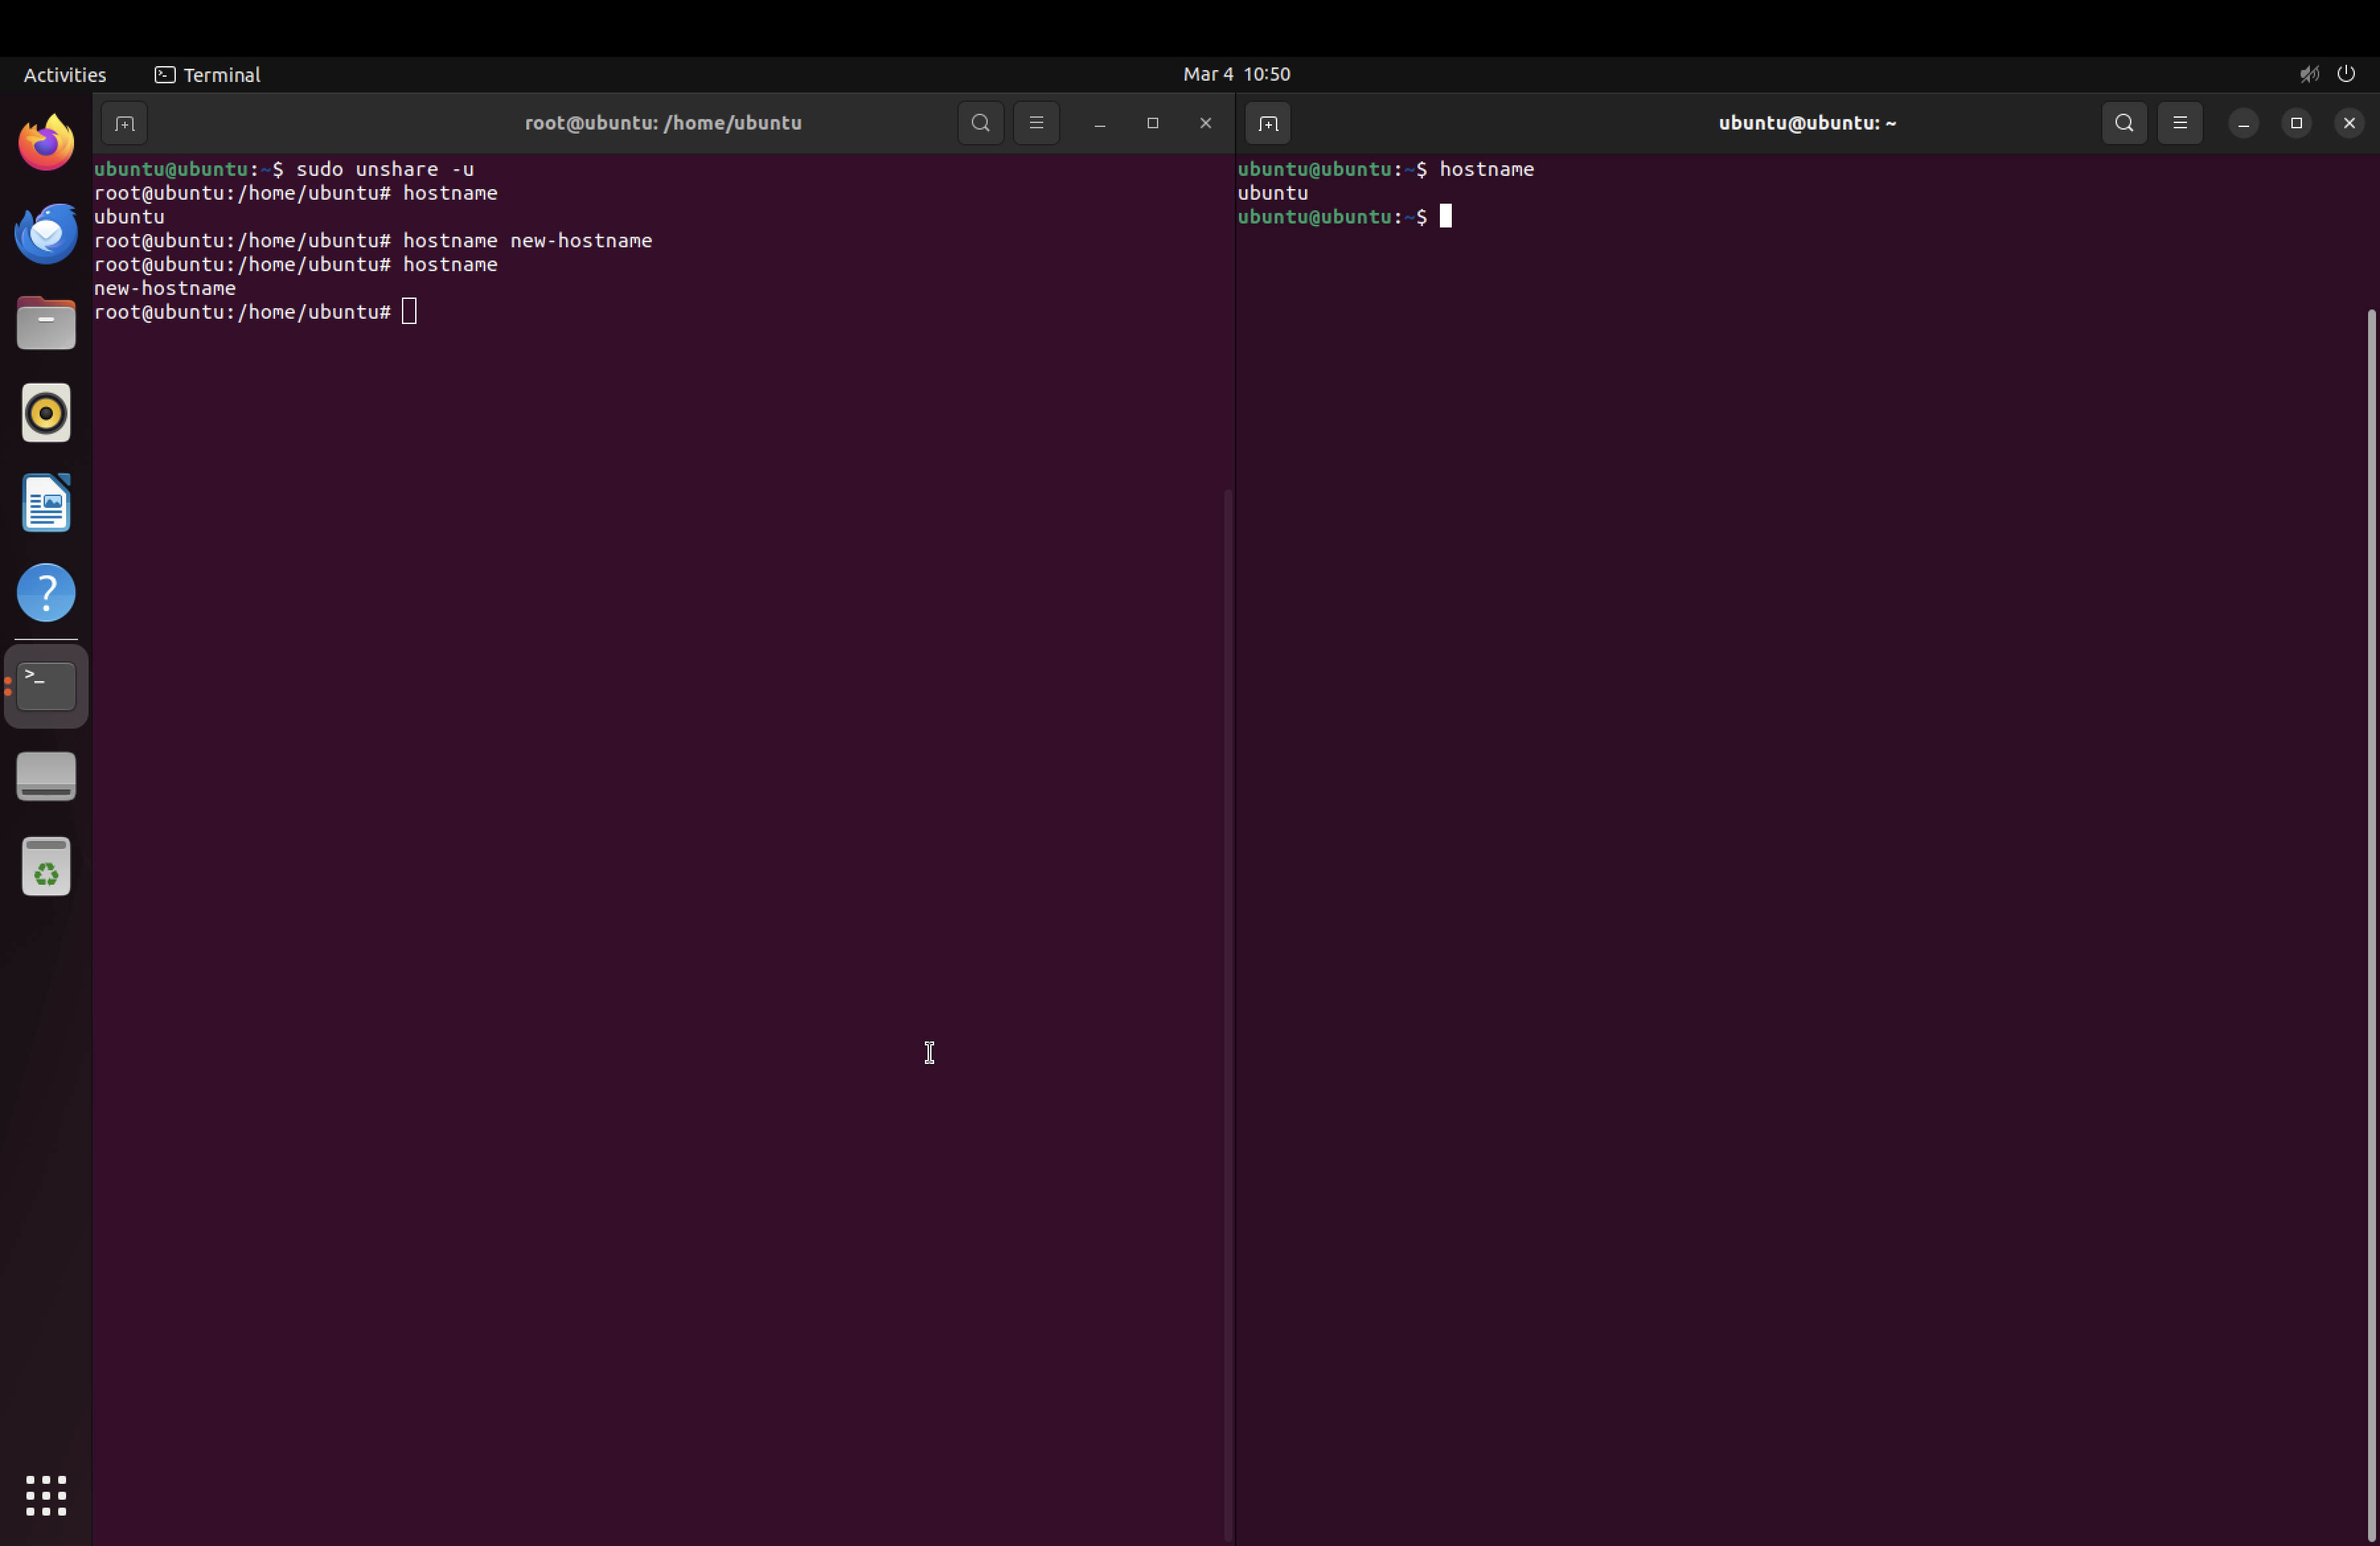 Activities
Terminal
Mar 4 10:50
root@ubuntu: /home/ubuntu
ubuntu@ubuntu:~$ sudo unshare -u
root@ubuntu:/home/ubuntu# hostname
ubuntu
root@ubuntu:/home/ubuntu# hostname new-hostname
root@ubuntu:/home/ubuntu# hostname
new-hostname
root@ubuntu:/home/ubuntu#
ubuntu@ubuntu: ~
ubuntu@ubuntu:~$ hostname
ubuntu
ubuntu@ubuntu:~$